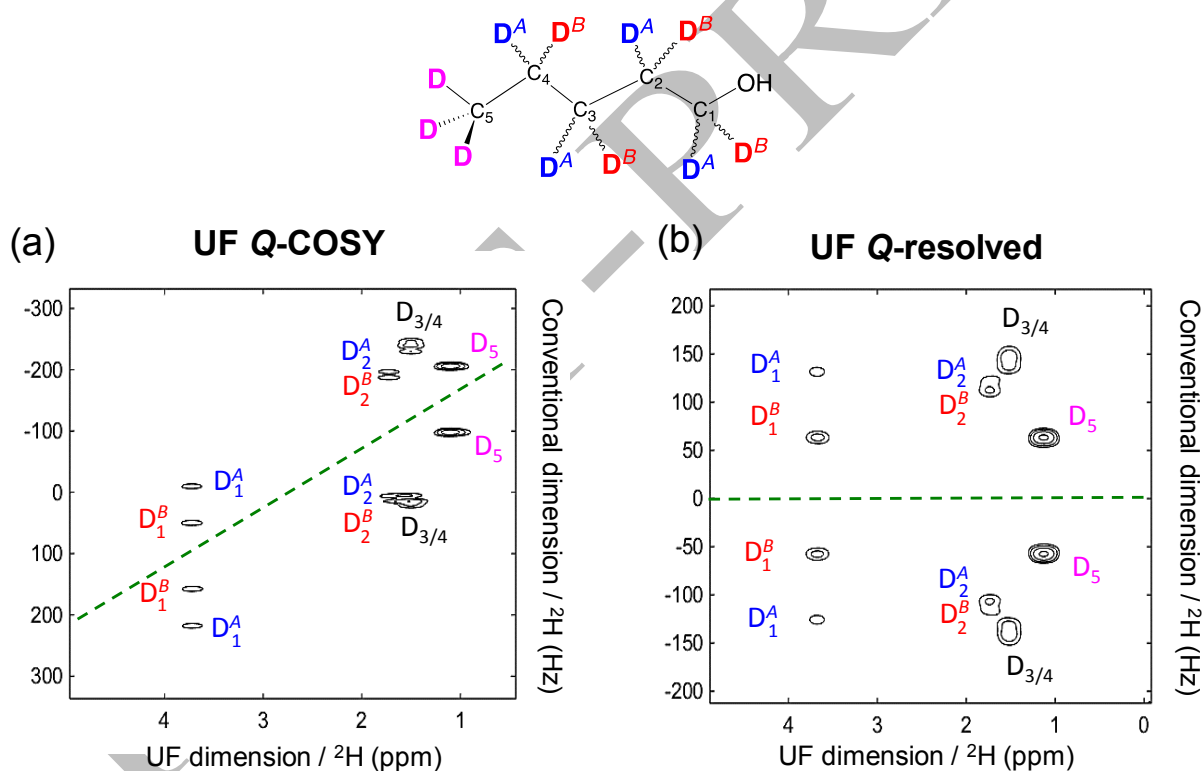 D^A D^B D^A D^B
D C₄ C₂ OH
C₅ C₃ C₁
D
D D^A D^B D^A D^B
(a) UF Q-COSY
-300
-200
-100
0
100
200
300
4 3 2 1
UF dimension / ²H (ppm)
Conventional dimension / ²H (Hz)
D₃/₄
D₂^A D₅
D₂^B
D₅
D₁^A D₂^A
D₁^B D₂^B D₃/₄
D₁^B
D₁^A
(b) UF Q-resolved
200
150
100
50
0
-50
-100
-150
-200
4 3 2 1 0
UF dimension / ²H (ppm)
Conventional dimension / ²H (Hz)
D₃/₄
D₁^A D₂^A
D₁^B D₂^B D₅
D₁^B D₂^A D₅
D₁^A D₂^B
D₃/₄